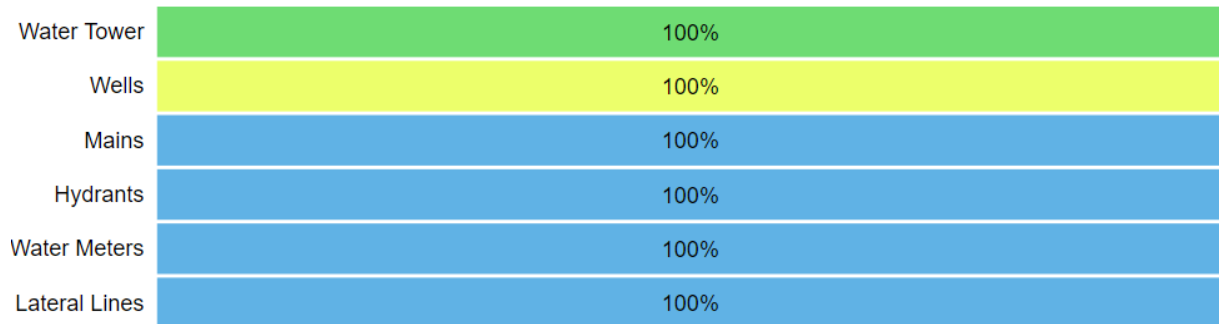 Water Tower 100%
Wells 100%
Mains 100%
Hydrants 100%
Water Meters 100%
Lateral Lines 100%